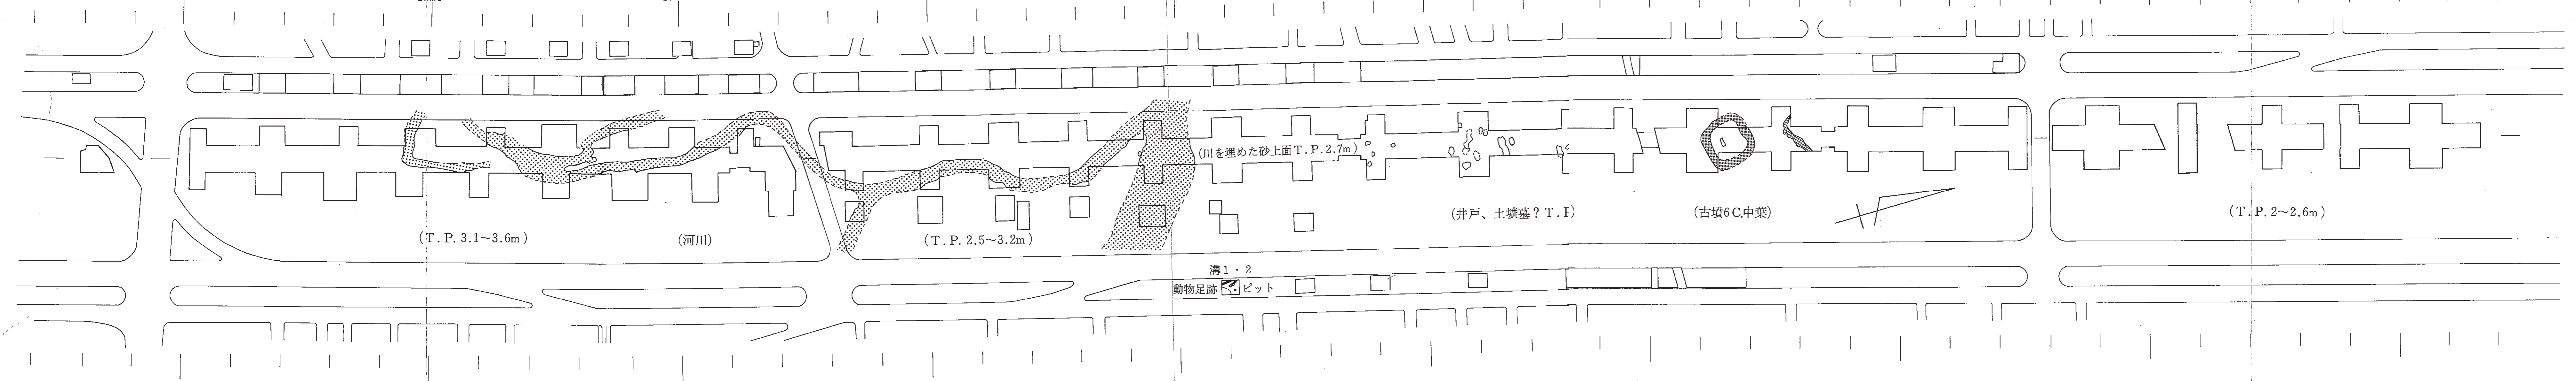 (川を埋めた砂上面T.P.2.7m)
(T.P.3.1～3.6m)
(河川)
(T.P.2.5～3.2m)
(井戸、土壙墓？T.P)
(古墳6C.中葉)
(T.P.2～2.6m)
溝1・2
動物足跡
ピット